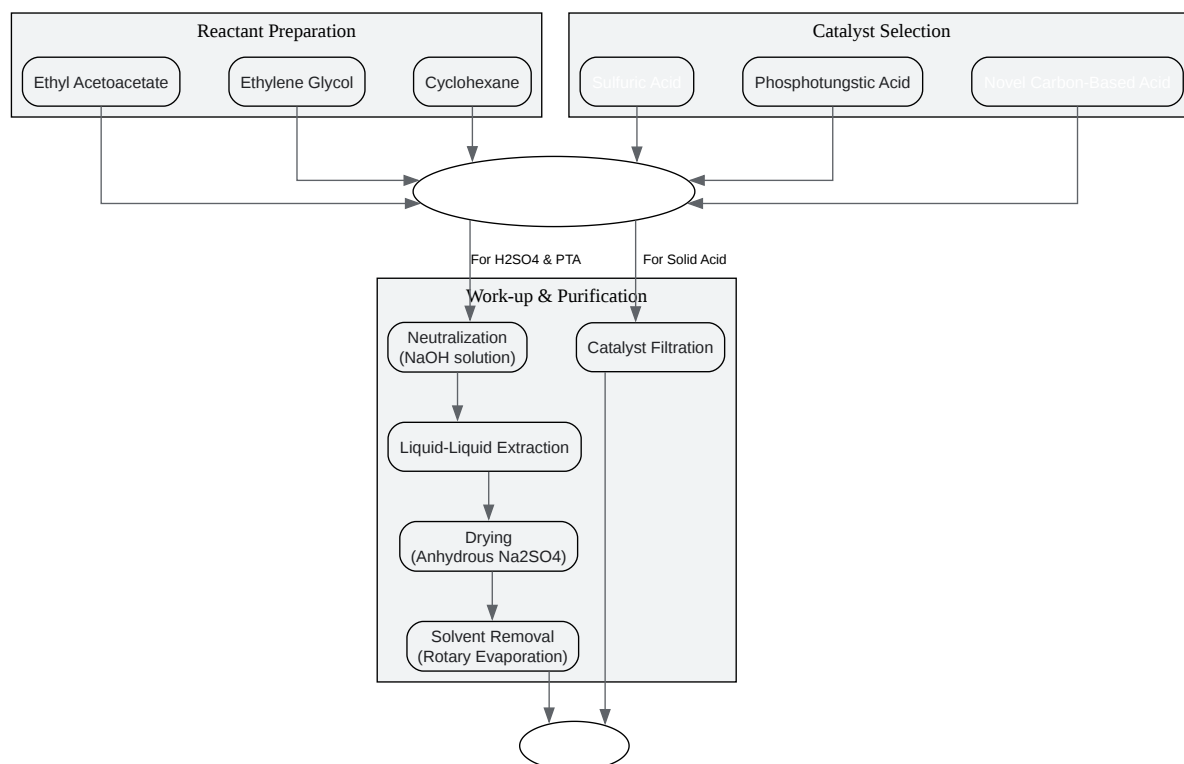 Reactant Preparation
Catalyst Selection
Ethyl Acetoacetate
Ethylene Glycol
Cyclohexane
Sulfuric Acid
Phosphotungstic Acid
Novel Carbon-Based Acid
For H2SO4 & PTA
For Solid Acid
Work-up & Purification
Neutralization
(NaOH solution)
Catalyst Filtration
Liquid-Liquid Extraction
Drying
(Anhydrous Na2SO4)
Solvent Removal
(Rotary Evaporation)